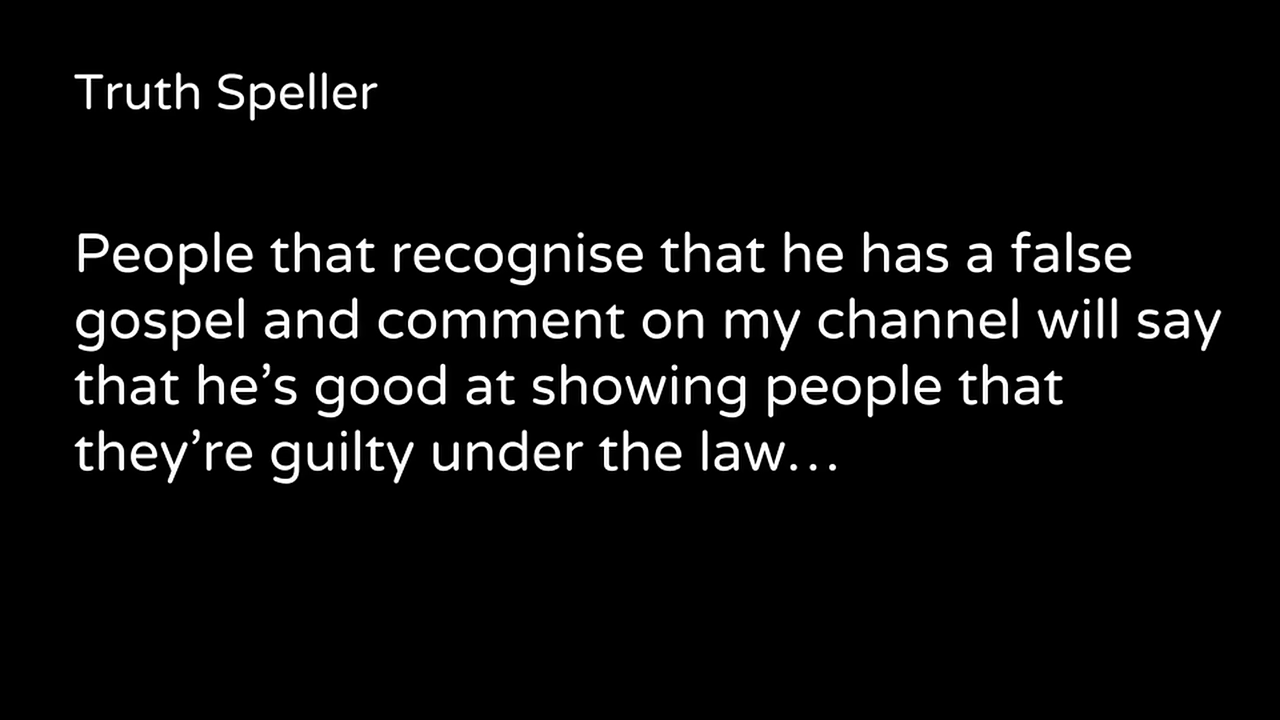 Truth Speller
People that recognise that he has a false
gospel and comment on my channel will say
that he’s good at showing people that
they’re guilty under the law...